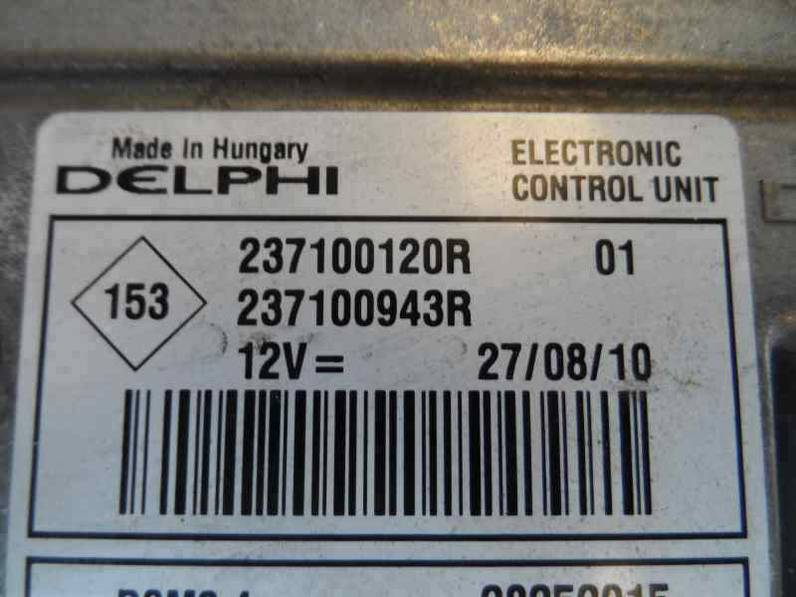 Made In Hungary
DELPHI
ELECTRONIC
CONTROL UNIT
153
237100120R 01
237100943R
12V= 27/08/10